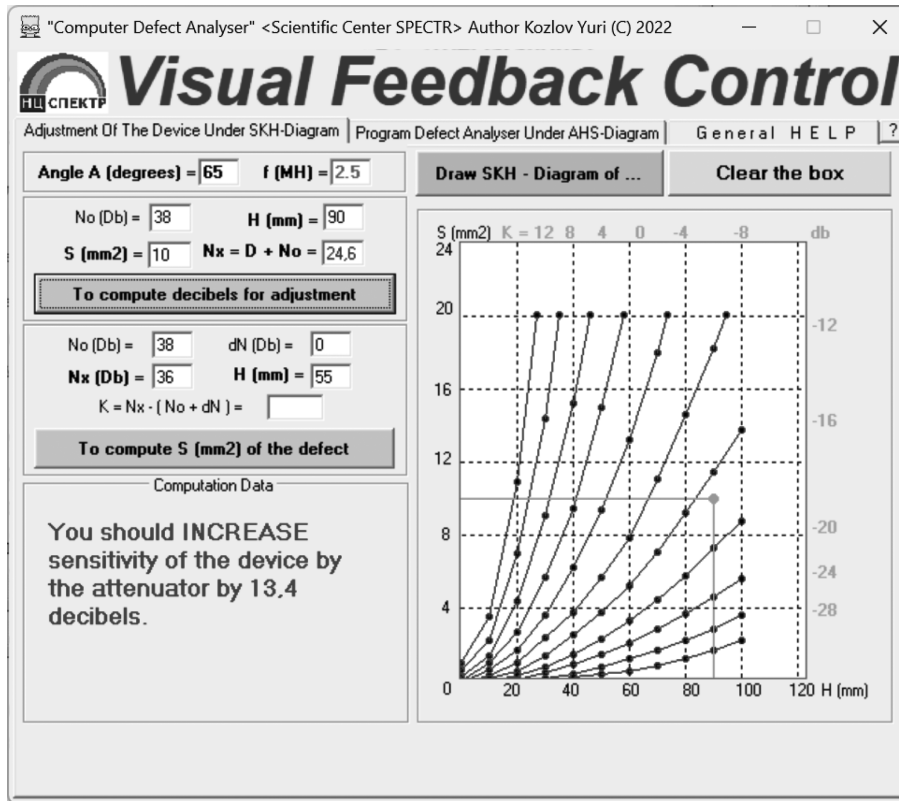 "Computer Defect Analyser" <Scientific Center SPECTR> Author Kozlov Yuri (C) 2022
НЦ СПЕКТР
Visual Feedback Control
Adjustment Of The Device Under SKH-Diagram
Program Defect Analyser Under AHS-Diagram
General HELP
?
Angle A (degrees) = 65 f (MH) = 2.5
No (Db) = 38 H (mm) = 90
S (mm2) = 10 Nx = D + No = 24,6
To compute decibels for adjustment
No (Db) = 38 dN (Db) = 0
Nx (Db) = 36 H (mm) = 55
K = Nx - ( No + dN ) =
To compute S (mm2) of the defect
Computation Data
You should INCREASE
sensitivity of the device by
the attenuator by 13,4
decibels.
Draw SKH - Diagram of ...
Clear the box
S (mm2) K = 12 8 4 0 -4 -8 db
24
20
16
12
8
4
0 20 40 60 80 100 120 H (mm)
-12
-16
-20
-24
-28